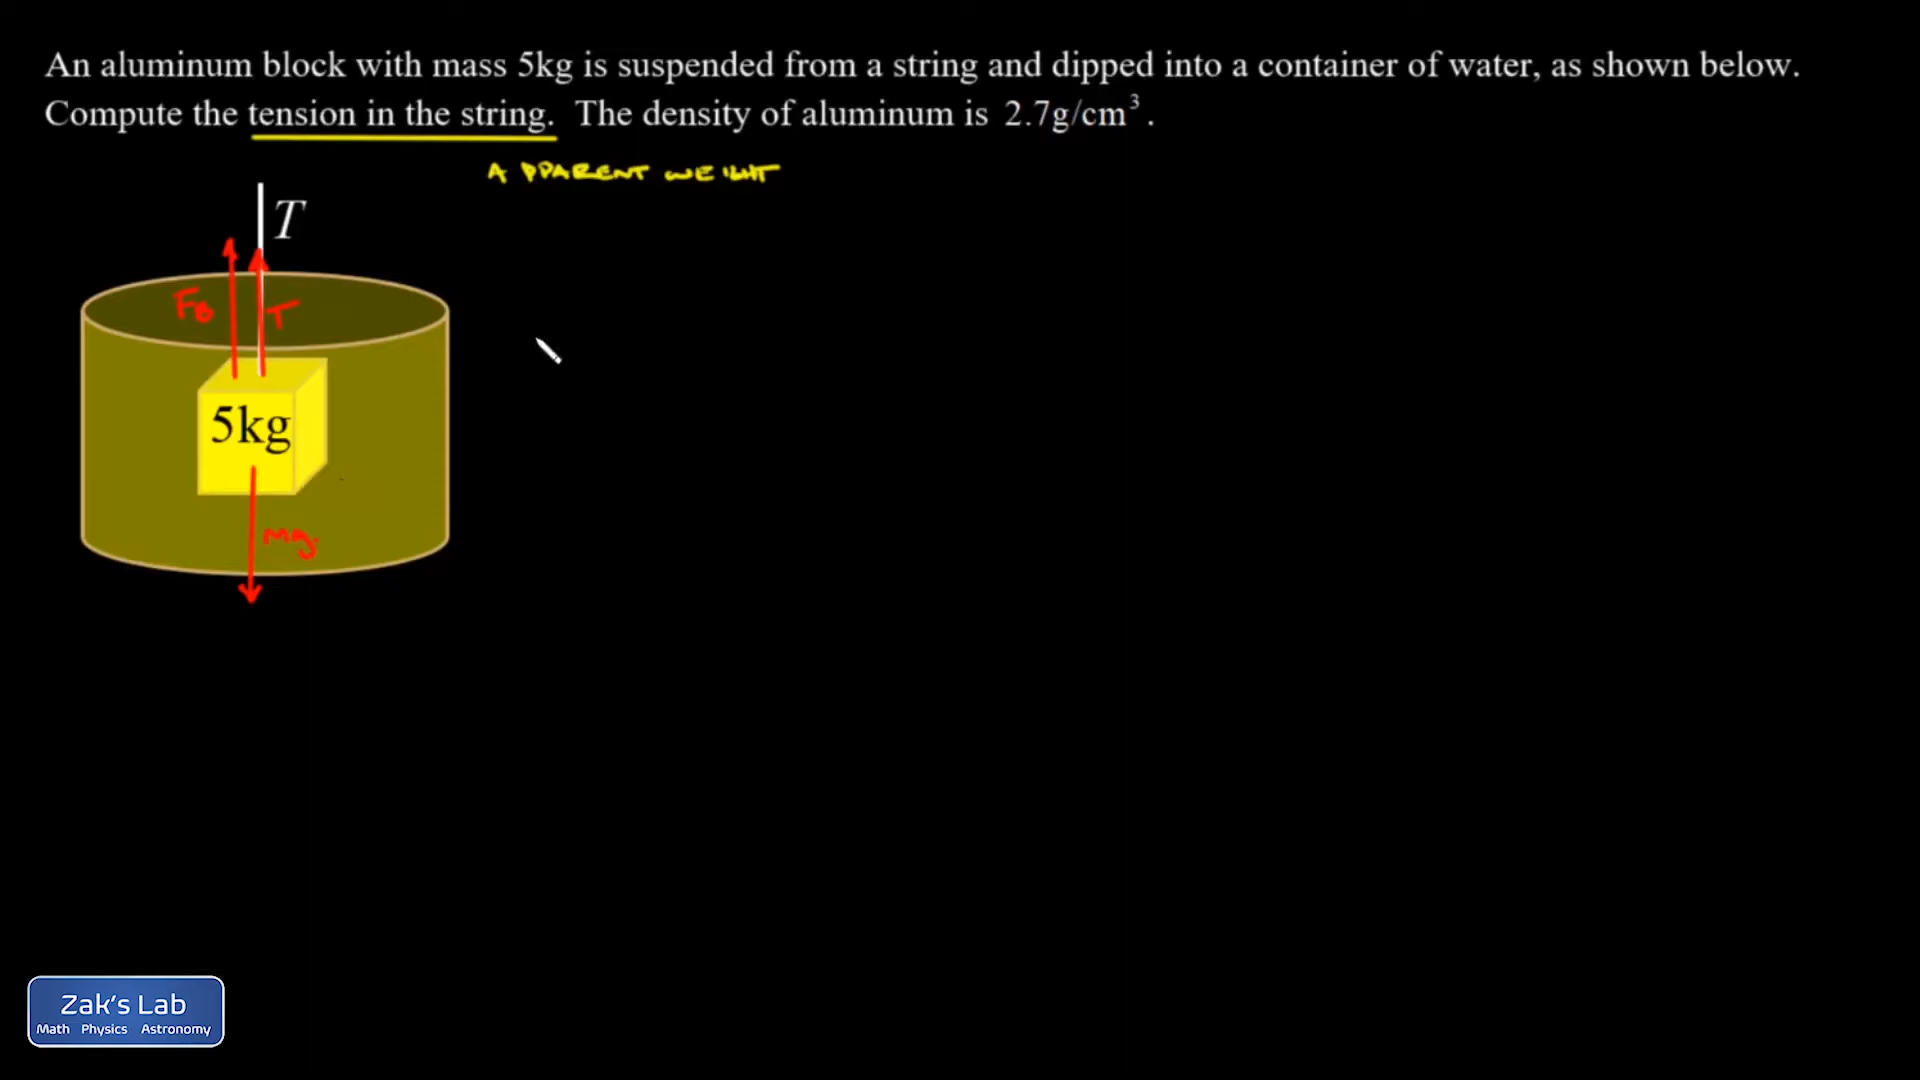 An aluminum block with mass 5kg is suspended from a string and dipped into a container of water, as shown below.
Compute the tension in the string. The density of aluminum is 2.7g/cm³.
APPARENT WEIGHT
T
F_B T
5kg
mg
Zak's Lab
Math Physics Astronomy